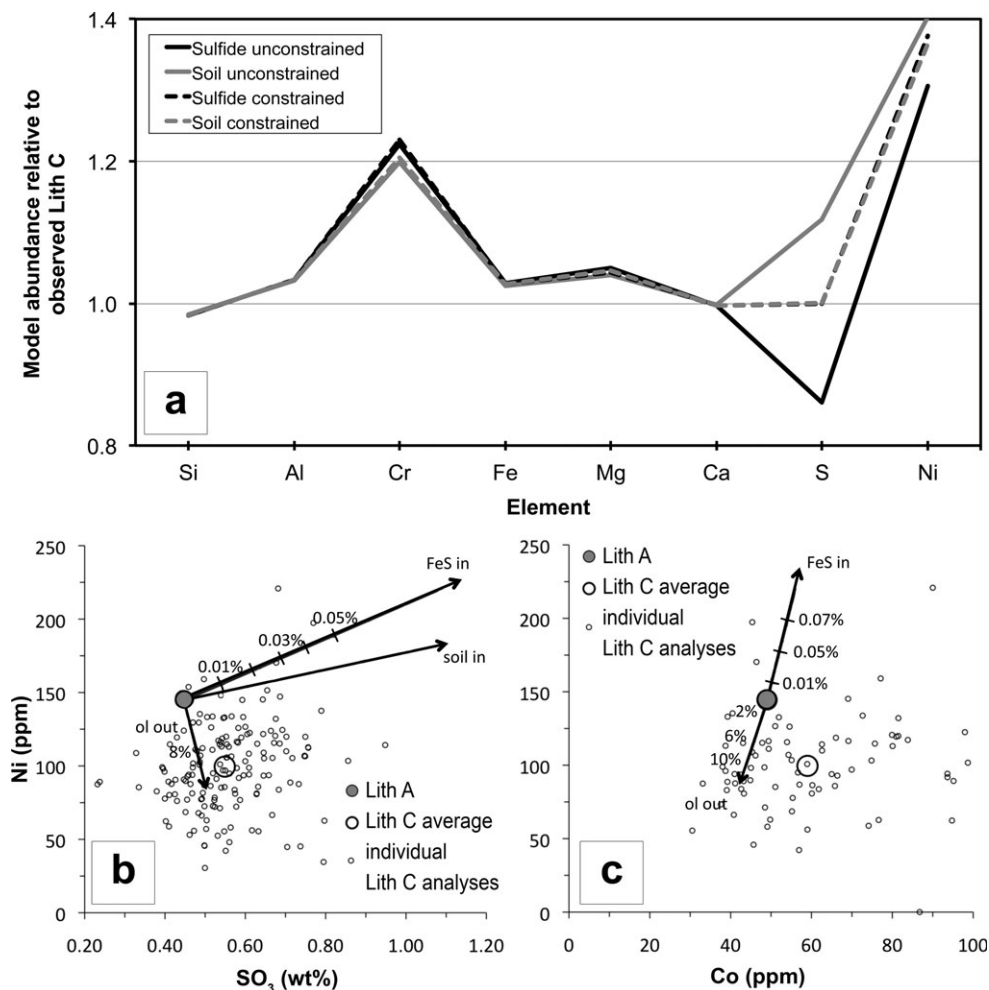 1.4
Sulfide unconstrained
Soil unconstrained
Sulfide constrained
Soil constrained
1.2
1.0
0.8
Model abundance relative to
observed Lith C
a
Si Al Cr Fe Mg Ca S Ni
Element
250
200
150
100
50
0
Ni (ppm)
FeS in
0.05%
0.03%
0.01%
soil in
ol out
8%
Lith A
Lith C average
individual
Lith C analyses
b
0.20 0.40 0.60 0.80 1.00 1.20
SO3 (wt%)
250
200
150
100
50
0
Lith A
Lith C average
individual
Lith C analyses
FeS in
0.07%
0.05%
0.01%
2%
6%
10%
ol out
c
0 20 40 60 80 100
Co (ppm)